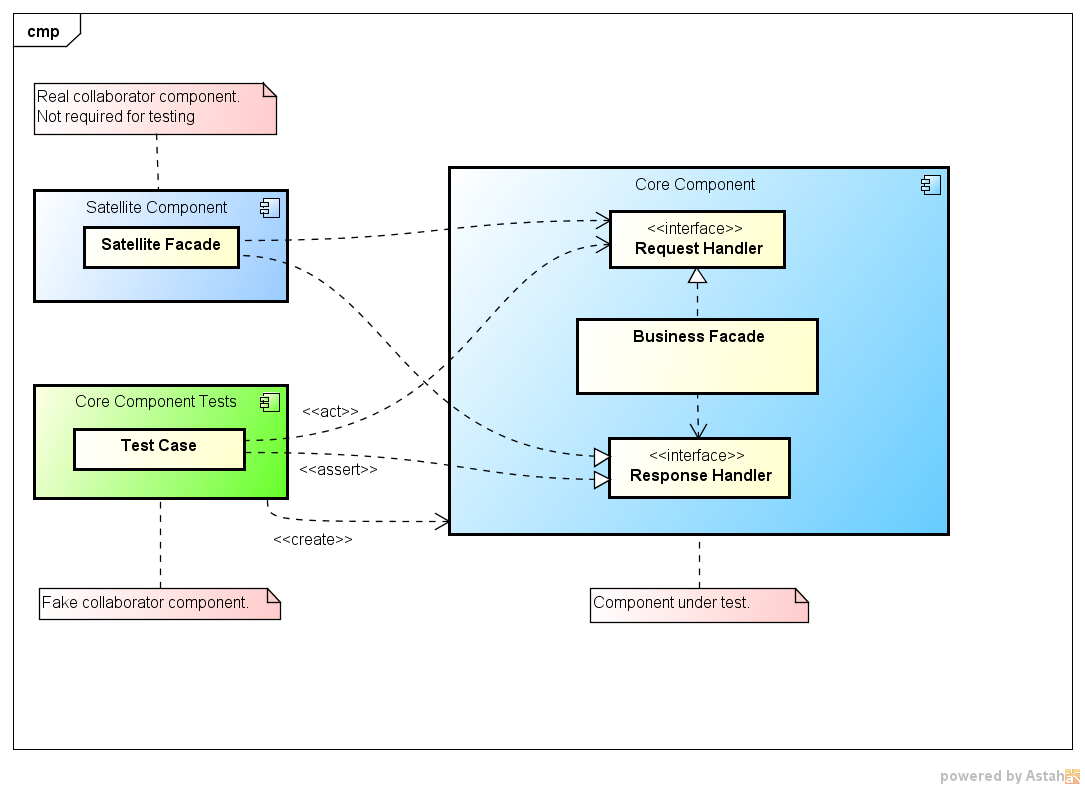 cmp
Real collaborator component.
Not required for testing
Satellite Component
Satellite Facade
Core Component
<<interface>>
Request Handler
Business Facade
<<interface>>
Response Handler
Core Component Tests
Test Case
<<act>>
<<assert>>
<<create>>
Fake collaborator component.
Component under test.
powered by Astah